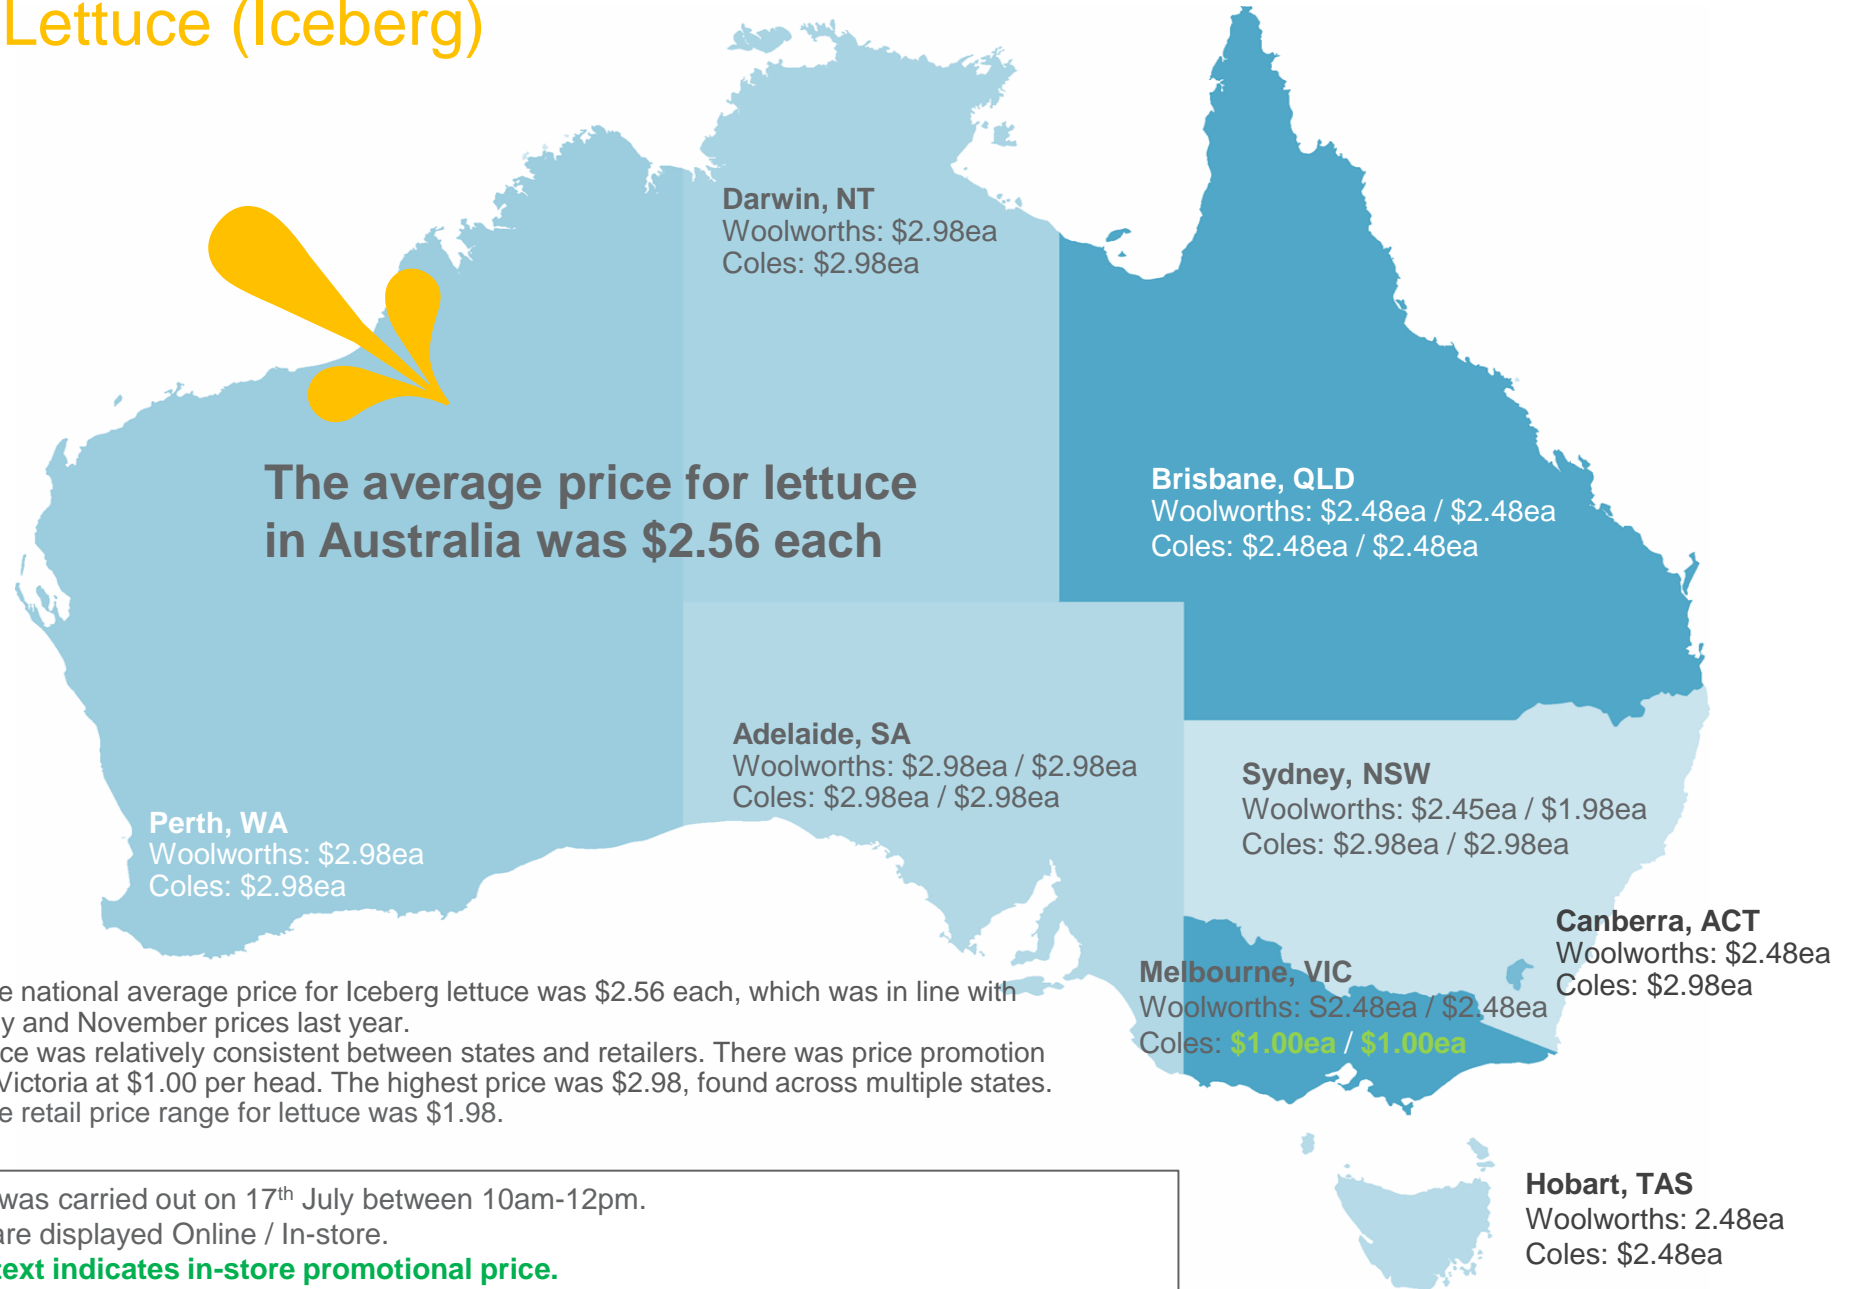 Lettuce (Iceberg)
Darwin, NT
Woolworths: $2.98ea
Coles: $2.98ea
The average price for lettuce
in Australia was $2.56 each
Brisbane, QLD
Woolworths: $2.48ea / $2.48ea
Coles: $2.48ea / $2.48ea
Adelaide, SA
Woolworths: $2.98ea / $2.98ea
Coles: $2.98ea / $2.98ea
Sydney, NSW
Woolworths: $2.45ea / $1.98ea
Coles: $2.98ea / $2.98ea
Perth, WA
Woolworths: $2.98ea
Coles: $2.98ea
Canberra, ACT
Woolworths: $2.48ea
Coles: $2.98ea
Melbourne, VIC
Woolworths: S2.48ea / $2.48ea
Coles: $1.00ea / $1.00ea
e national average price for Iceberg lettuce was $2.56 each, which was in line with
y and November prices last year.
ce was relatively consistent between states and retailers. There was price promotion
Victoria at $1.00 per head. The highest price was $2.98, found across multiple states.
e retail price range for lettuce was $1.98.
was carried out on 17th July between 10am-12pm.
are displayed Online / In-store.
text indicates in-store promotional price.
Hobart, TAS
Woolworths: 2.48ea
Coles: $2.48ea